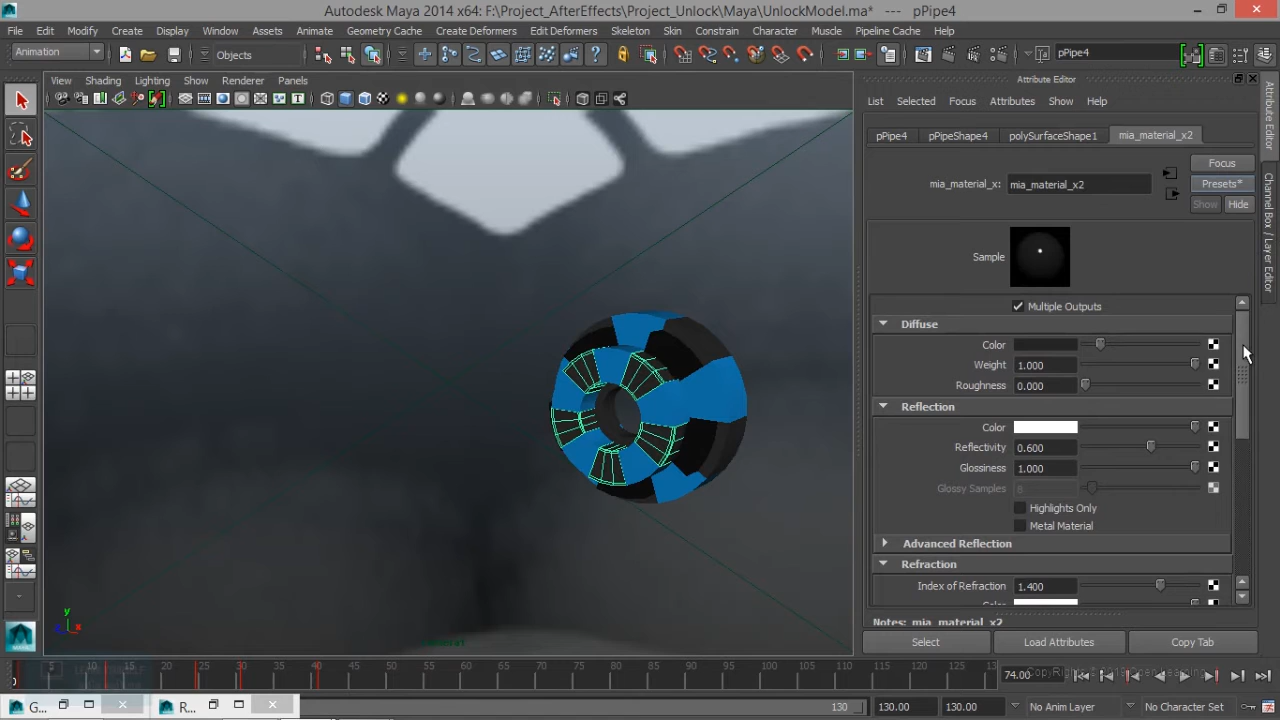 Autodesk Maya 2014 x64: F:\Project_AfterEffects\Project_Unlock\Maya\UnlockModel.ma* --- pPipe4
File Edit Modify Create Display Window Assets Animate Geometry Cache Create Deformers Edit Deformers Skeleton Skin Constrain Character Muscle Pipeline Cache Help
Animation Objects pPipe4
View Shading Lighting Show Renderer Panels
Attribute Editor
List Selected Focus Attributes Show Help
pPipe4 pPipeShape4 polySurfaceShape1 mia_material_x2
Focus
mia_material_x: mia_material_x2 Presets*
Show Hide
Sample
Multiple Outputs
Diffuse
Color
Weight 1.000
Roughness 0.000
Reflection
Color
Reflectivity 0.600
Glossiness 1.000
Glossy Samples 8
Highlights Only
Metal Material
Advanced Reflection
Refraction
Index of Refraction 1.400
Color
Notes: mia_material_x2
Select Load Attributes Copy Tab
Attribute Editor
Channel Box / Layer Editor
y
x
5 10 15 20 25 30 35 40 45 50 55 60 65 70 75 80 85 90 95 100 105 110 115 120 125 13
74.00
G... R... 130 130.00 130.00 No Anim Layer No Character Set